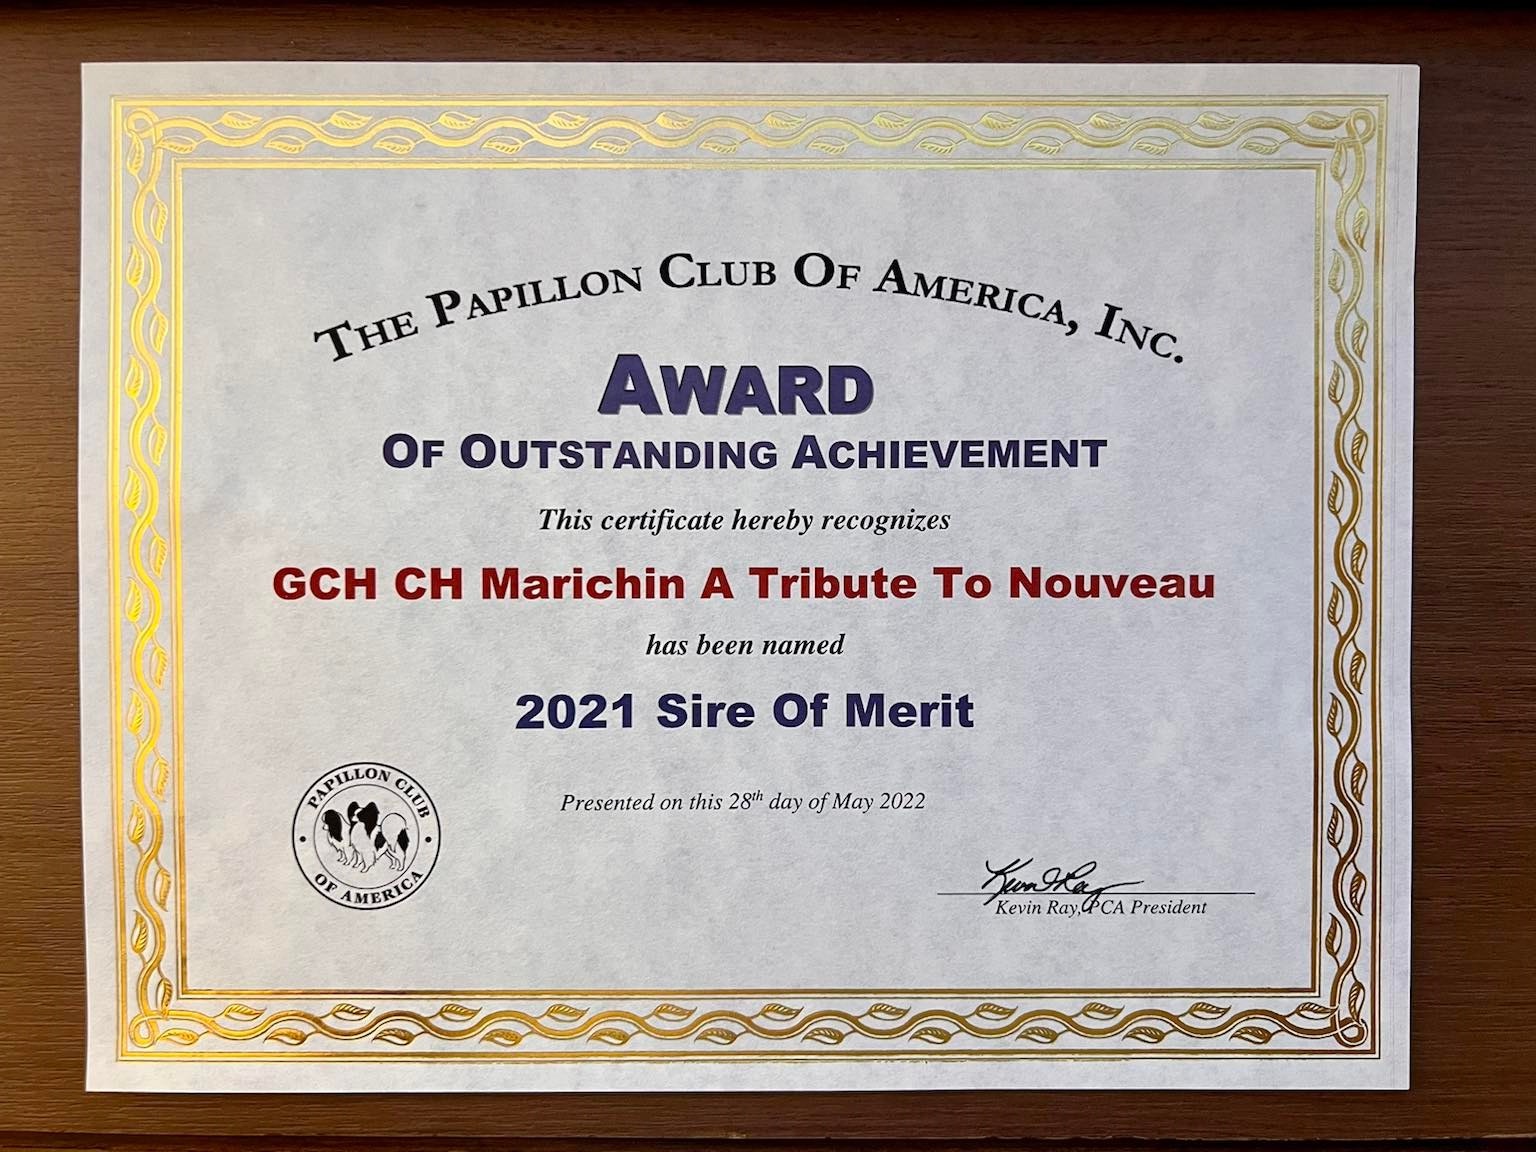 THE PAPILLON CLUB OF AMERICA, INC.
AWARD
OF OUTSTANDING ACHIEVEMENT
This certificate hereby recognizes
GCH CH Marichin A Tribute To Nouveau
has been named
2021 Sire Of Merit
PAPILLON CLUB
OF AMERICA
Presented on this 28th day of May 2022
Kevin Ray
Kevin Ray, PCA President